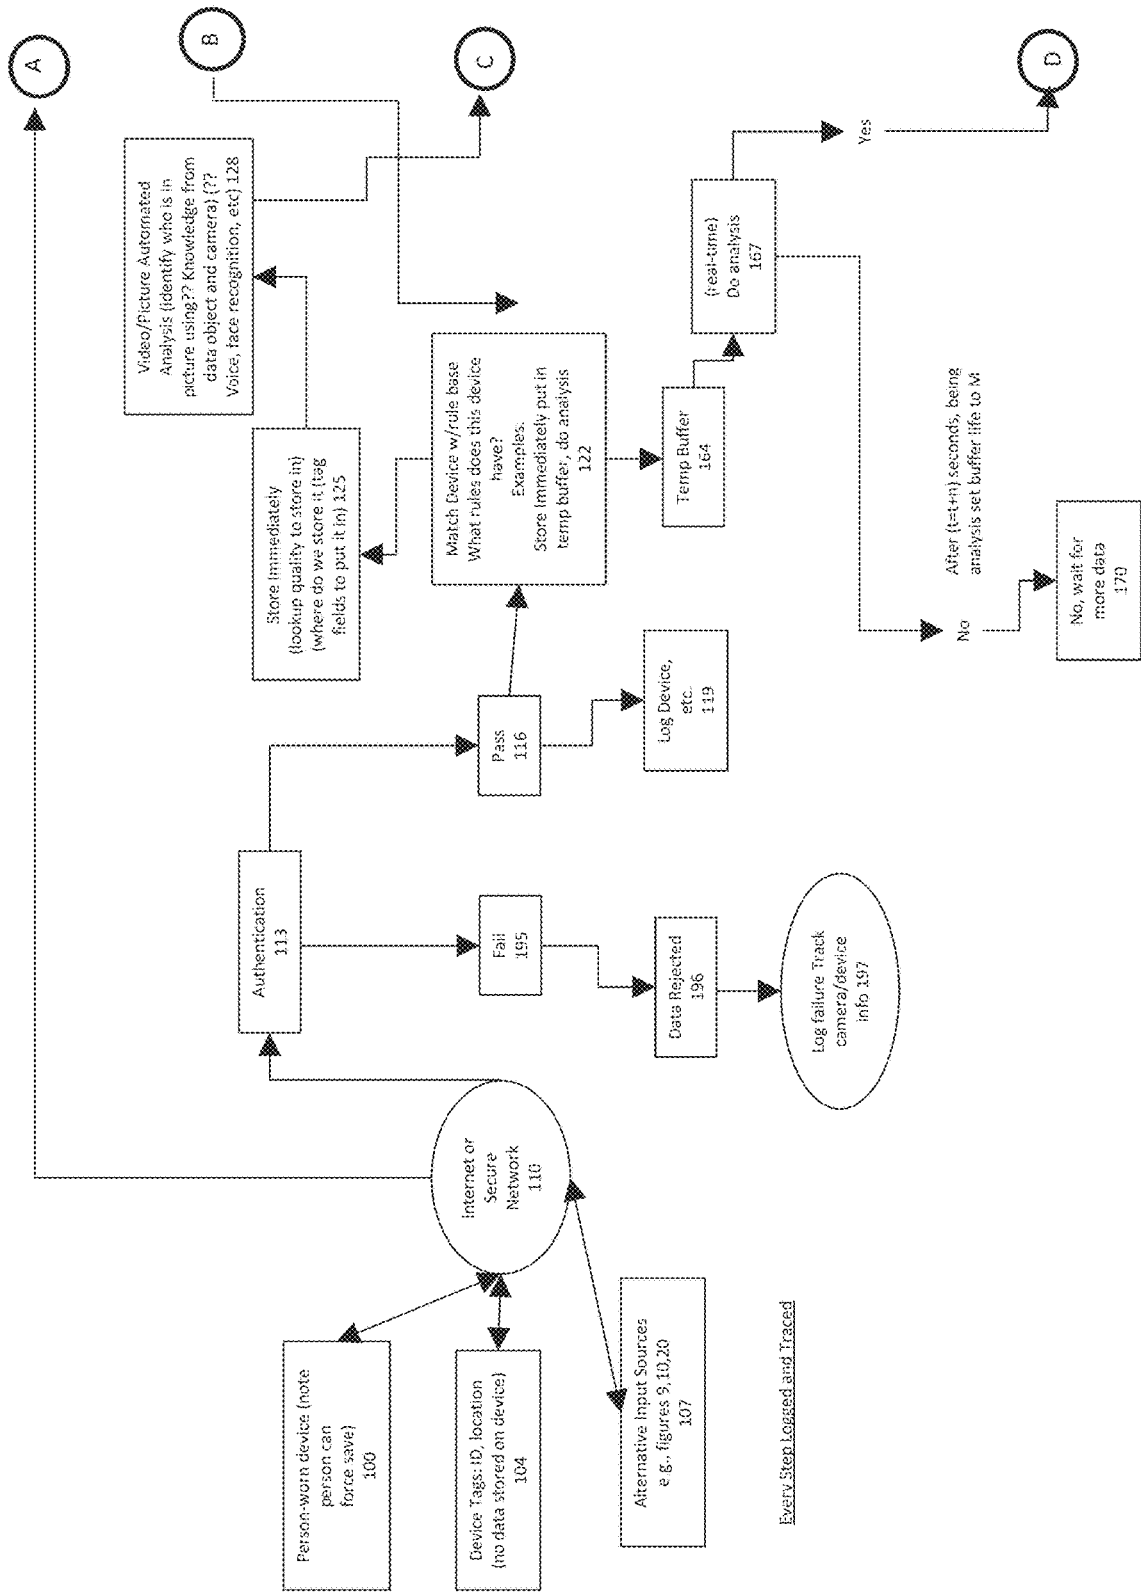 A
B
C
D
Person-worn device (note
person can
force save)
100
Device Tags: ID, location
(no data stored on device)
104
Alternative Input Sources
e.g., figures 9,10,20
107
Every Step Logged and Traced
Internet or
Secure
Network
110
Authentication
113
Fail
195
Data Rejected
196
Log failure Track
camera/device
info 197
Pass
116
Log Device,
etc.
119
Store Immediately
(lookup quality to store in)
(where do we store it (tag
fields to put it in) 125
Match Device w/rule base
What rules does this device
have?
Examples.
Store Immediately put in
temp buffer, do analysis
122
Video/Picture Automated
Analysis (identify who is in
picture using?? Knowledge from
data object and camera) (??
Voice, face recognition, etc) 128
Temp Buffer
164
(real-time)
Do analysis
167
Yes
No
After (t=t+n) seconds, being
analysis set buffer life to M
No, wait for
more data
170